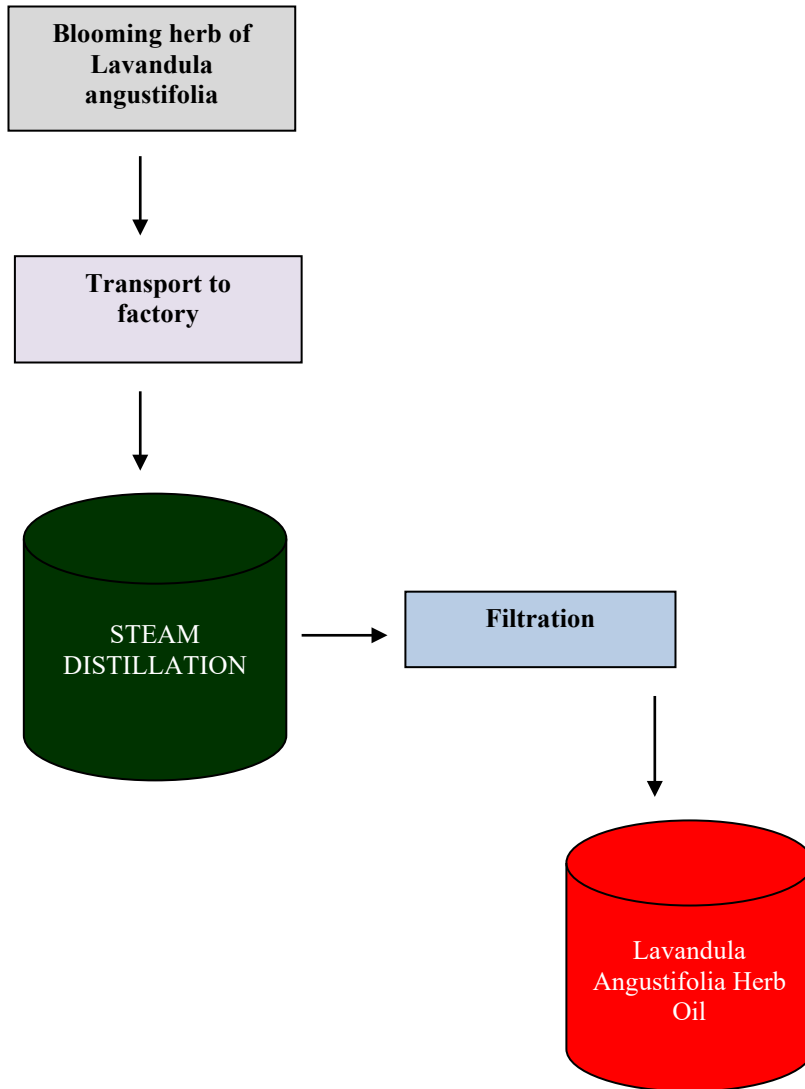 Blooming herb of
Lavandula
angustifolia
Transport to
factory
STEAM
DISTILLATION
Filtration
Lavandula
Angustifolia Herb
Oil